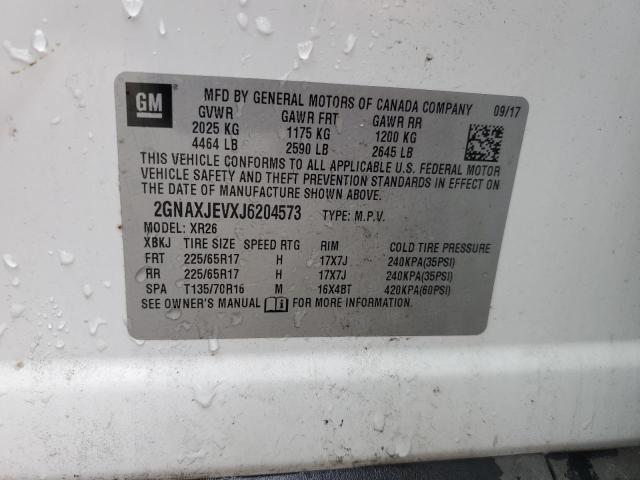 GM
MFD BY GENERAL MOTORS OF CANADA COMPANY 09/17
GVWR GAWR FRT GAWR RR
2025 KG 1175 KG 1200 KG
4464 LB 2590 LB 2645 LB
THIS VEHICLE CONFORMS TO ALL APPLICABLE U.S. FEDERAL MOTOR
VEHICLE SAFETY AND THEFT PREVENTION STANDARDS IN EFFECT ON
THE DATE OF MANUFACTURE SHOWN ABOVE.
2GNAXJEVXJ6204573 TYPE: M.P.V.
MODEL: XR26
XBKJ TIRE SIZE SPEED RTG RIM COLD TIRE PRESSURE
FRT 225/65R17 H 17X7J 240KPA(35PSI)
RR 225/65R17 H 17X7J 240KPA(35PSI)
SPA T135/70R16 M 16X4BT 420KPA(60PSI)
SEE OWNER'S MANUAL FOR MORE INFORMATION.